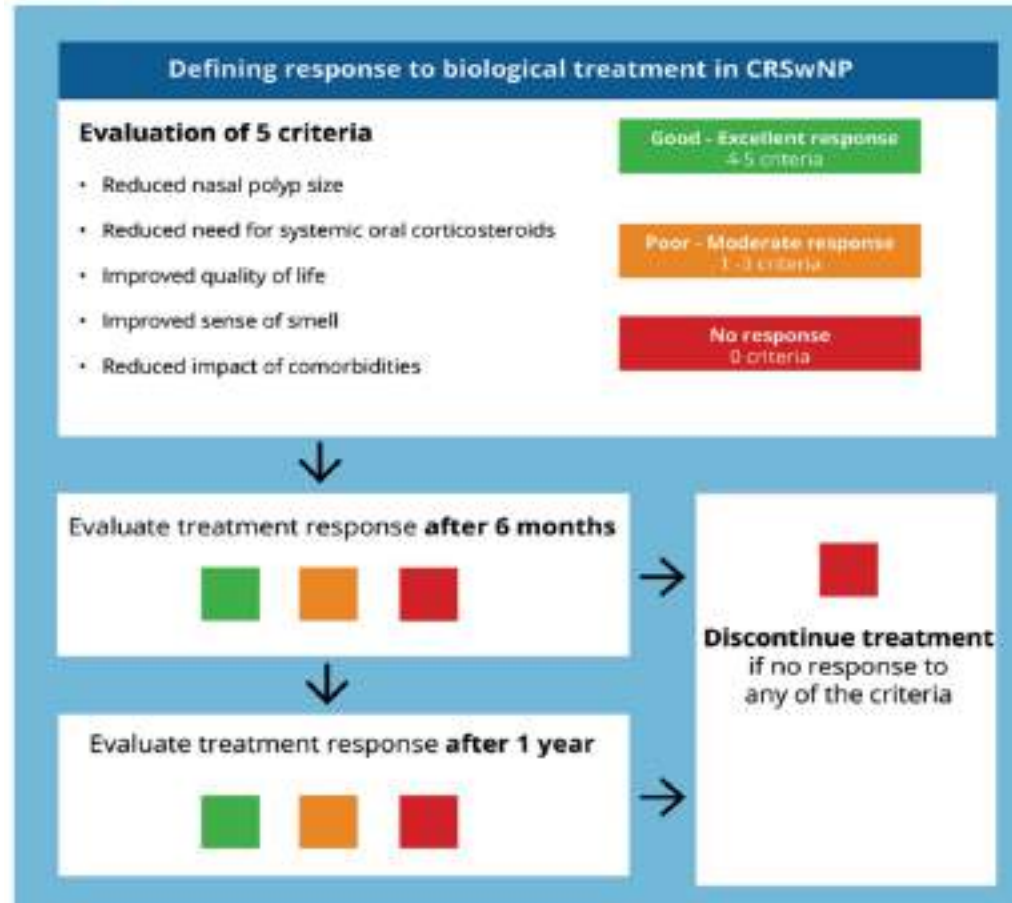 Defining response to biological treatment in CRSwNP
Evaluation of 5 criteria
• Reduced nasal polyp size
• Reduced need for systemic oral corticosteroids
• Improved quality of life
• Improved sense of smell
• Reduced impact of comorbidities
Good - Excellent response
4-5 criteria
Poor - Moderate response
1 -3 criteria
No response
0 criteria
Evaluate treatment response after 6 months
Evaluate treatment response after 1 year
Discontinue treatment
if no response to
any of the criteria